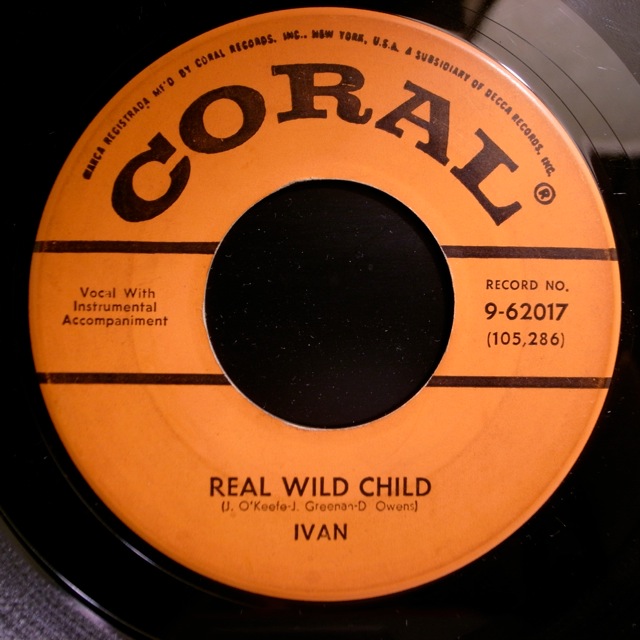 MARCA REGISTRADA MF'D BY CORAL RECORDS, INC., NEW YORK, U.S.A. A SUBSIDIARY OF DECCA RECORDS, INC.
CORAL ®
Vocal With
Instrumental
Accompaniment
RECORD NO.
9-62017
(105,286)
REAL WILD CHILD
(J. O'Keefe-J. Greenan-D Owens)
IVAN